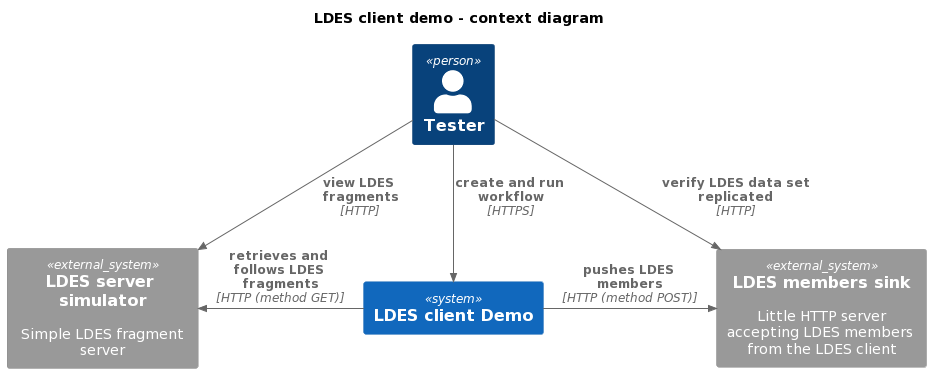 LDES client demo - context diagram
«person»
Tester
view LDES
fragments
[HTTP]
create and run
workflow
[HTTPS]
verify LDES data set
replicated
[HTTP]
«external_system»
LDES server
simulator
Simple LDES fragment
server
retrieves and
follows LDES
fragments
[HTTP (method GET)]
«system»
LDES client Demo
pushes LDES
members
[HTTP (method POST)]
«external_system»
LDES members sink
Little HTTP server
accepting LDES members
from the LDES client